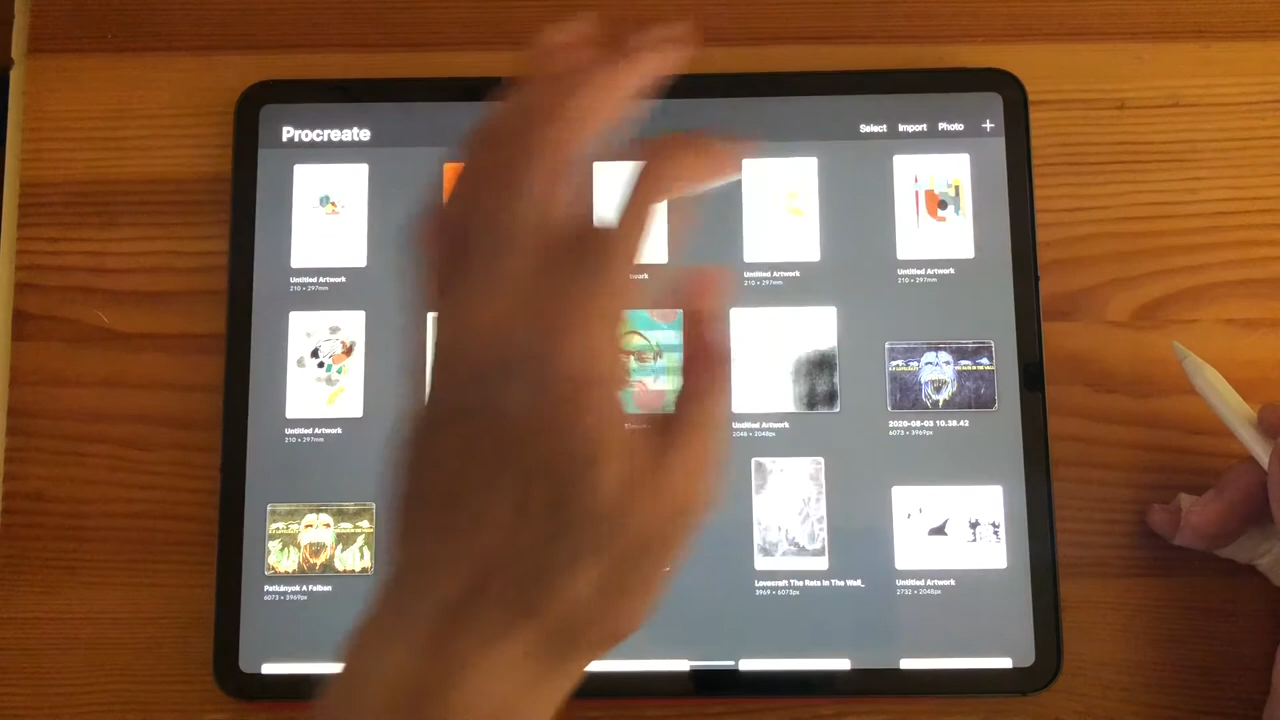 Procreate
Select Import Photo
Untitled Artwork
210 × 297mm
Untitled Artwork
210 × 297mm
Untitled Artwork
210 × 297mm
Untitled Artwork
210 × 297mm
Untitled Artwork
2048 × 2048px
2020-08-03 10.38.42
6073 × 3969px
Patkányok A Falban
6073 × 3969px
Lovecraft The Rats In The Wall_
3969 × 6073px
Untitled Artwork
2732 × 2048px